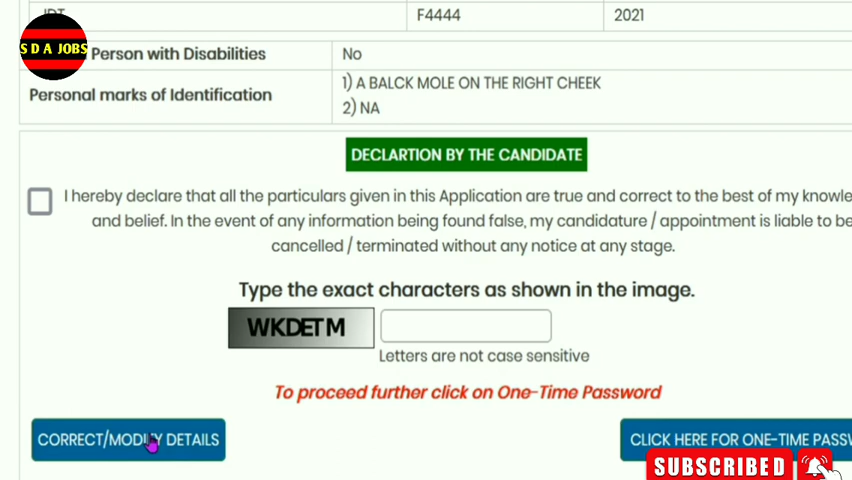 IDT F4444 2021
S D A JOBS
Person with Disabilities No
Personal marks of Identification 1) A BALCK MOLE ON THE RIGHT CHEEK
2) NA
DECLARTION BY THE CANDIDATE
I hereby declare that all the particulars given in this Application are true and correct to the best of my knowle
and belief. In the event of any information being found false, my candidature / appointment is liable to be
cancelled / terminated without any notice at any stage.
Type the exact characters as shown in the image.
WKDETM
Letters are not case sensitive
To proceed further click on One-Time Password
CORRECT/MODIFY DETAILS CLICK HERE FOR ONE-TIME PASSW
SUBSCRIBED